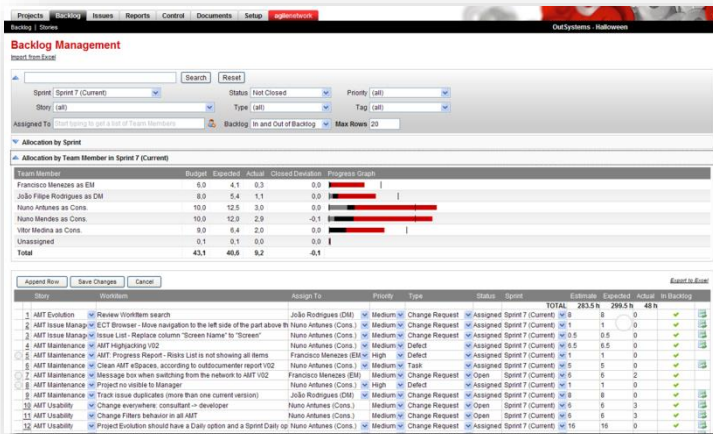 Projects Backlog Issues Reports Control Documents Setup agilenetwork
Backlog | Stories OutSystems - Halloween
Backlog Management
Import from Excel
Search Reset
Sprint Sprint 7 (Current) Status Not Closed Priority (all)
Story (all) Type (all) Tag (all)
Assigned To Start typing to get a list of Team Members Backlog In and Out of Backlog Max Rows 20
Allocation by Sprint
Allocation by Team Member in Sprint 7 (Current)
Team Member Budget Expected Actual Closed Deviation Progress Graph
Francisco Menezes as EM 6,0 4,1 0,3 0,0
João Filipe Rodrigues as DM 8,0 5,4 1,1 0,0
Nuno Antunes as Cons. 10,0 12,5 3,0 0,0
Nuno Mendes as Cons. 10,0 12,0 2,9 -0,1
Vitor Medina as Cons. 9,0 6,4 2,0 0,0
Unassigned 0,1 0,1 0,0 0,0
Total 43,1 40,6 9,2 -0,1
Append Row Save Changes Cancel Export to Excel
Story WorkItem Assign To Priority Type Status Sprint Estimate Expected Actual In Backlog
TOTAL 283.5 h 299.5 h 48 h
1 AMT Evolution Review WorkItem search João Rodrigues (DM) Medium Change Request Assigned Sprint 7 (Current) 8 8 0
2 AMT Issue Manag ECT Browser - Move navigation to the left side of the part above th Nuno Antunes (Cons.) Medium Change Request Assigned Sprint 7 (Current) 1 1 0
3 AMT Issue Manag Issue List - Replace column "Screen Name" to "Screen" Nuno Antunes (Cons.) Medium Change Request Assigned Sprint 7 (Current) 0.5 0.5 0
4 AMT Maintenance AMT Highjacking V02 Nuno Antunes (Cons.) Medium Defect Assigned Sprint 7 (Current) 6.5 6.5 0
5 AMT Maintenance AMT: Progress Report - Risks List is not showing all items Francisco Menezes (EM High Defect Assigned Sprint 7 (Current) 1 1 0
6 AMT Maintenance Clean AMT eSpaces, according to outdocumenter report V02 Nuno Antunes (Cons.) Medium Task Assigned Sprint 7 (Current) 5 5 0
7 AMT Maintenance Message box when switching from the network to AMT V02 Francisco Menezes (EM) Medium Change Request Open Sprint 7 (Current) 6 6 2
8 AMT Maintenance Project no visible to Manager Nuno Antunes (Cons.) High Defect Assigned Sprint 7 (Current) 1 1 0
9 AMT Maintenance Track issue duplicates (more than one current version) João Rodrigues (DM) Medium Change Request Assigned Sprint 7 (Current) 8 8 0
10 AMT Usability Change everywhere: consultant -> developer Nuno Antunes (Cons.) Medium Change Request Open Sprint 7 (Current) 6 6 3
11 AMT Usability Change Filters behavior in all AMT Nuno Antunes (Cons.) Medium Change Request Open Sprint 7 (Current) 6 6 3
12 AMT Usability Project Evolution should have a Daily option and a Sprint Daily op Nuno Antunes (Cons.) Medium Change Request Assigned Sprint 7 (Current) 16 16 0